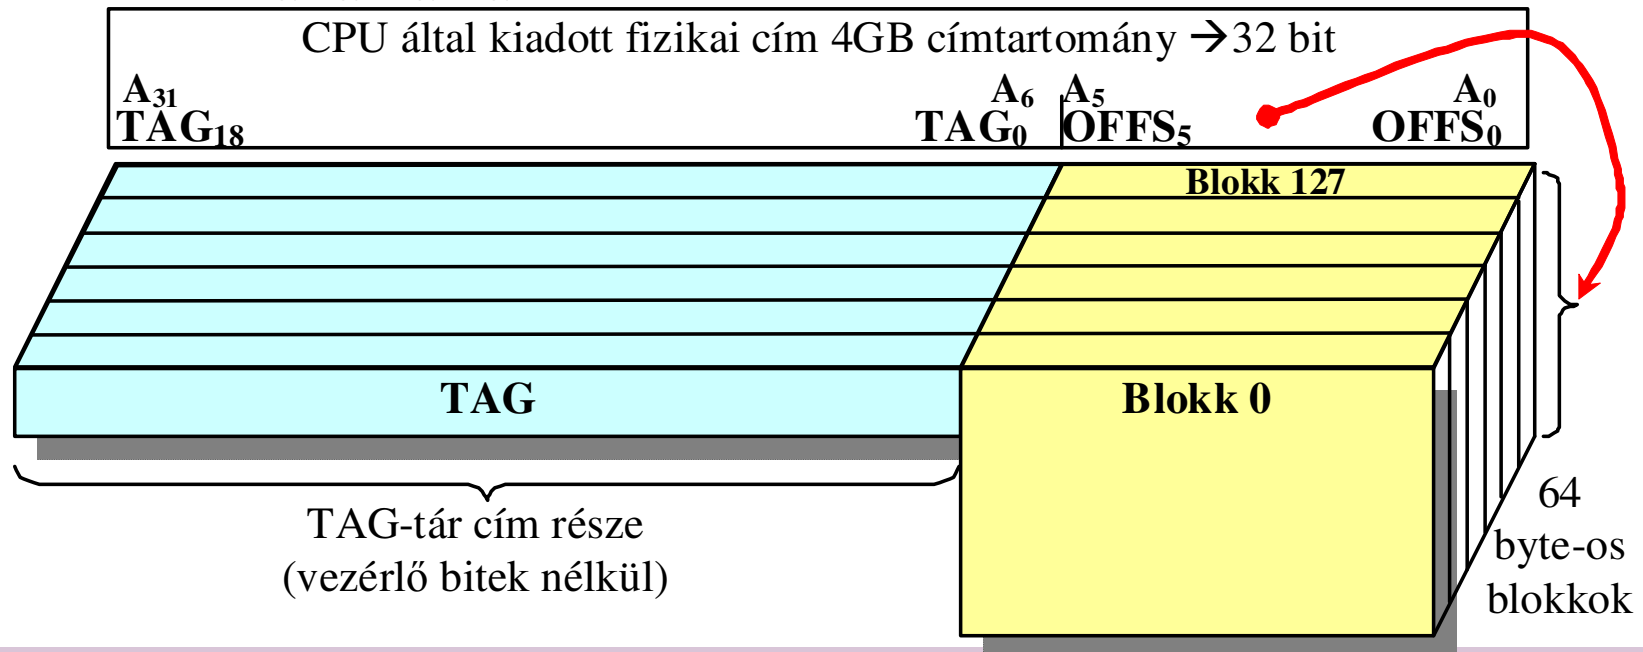 CPU által kiadott fizikai cím 4GB címtartomány →32 bit
A₃₁ A₆ A₅ A₀
TAG₁₈ TAG₀ OFFS₅ OFFS₀
Blokk 127
TAG Blokk 0
TAG-tár cím része
(vezérlő bitek nélkül)
64
byte-os
blokkok